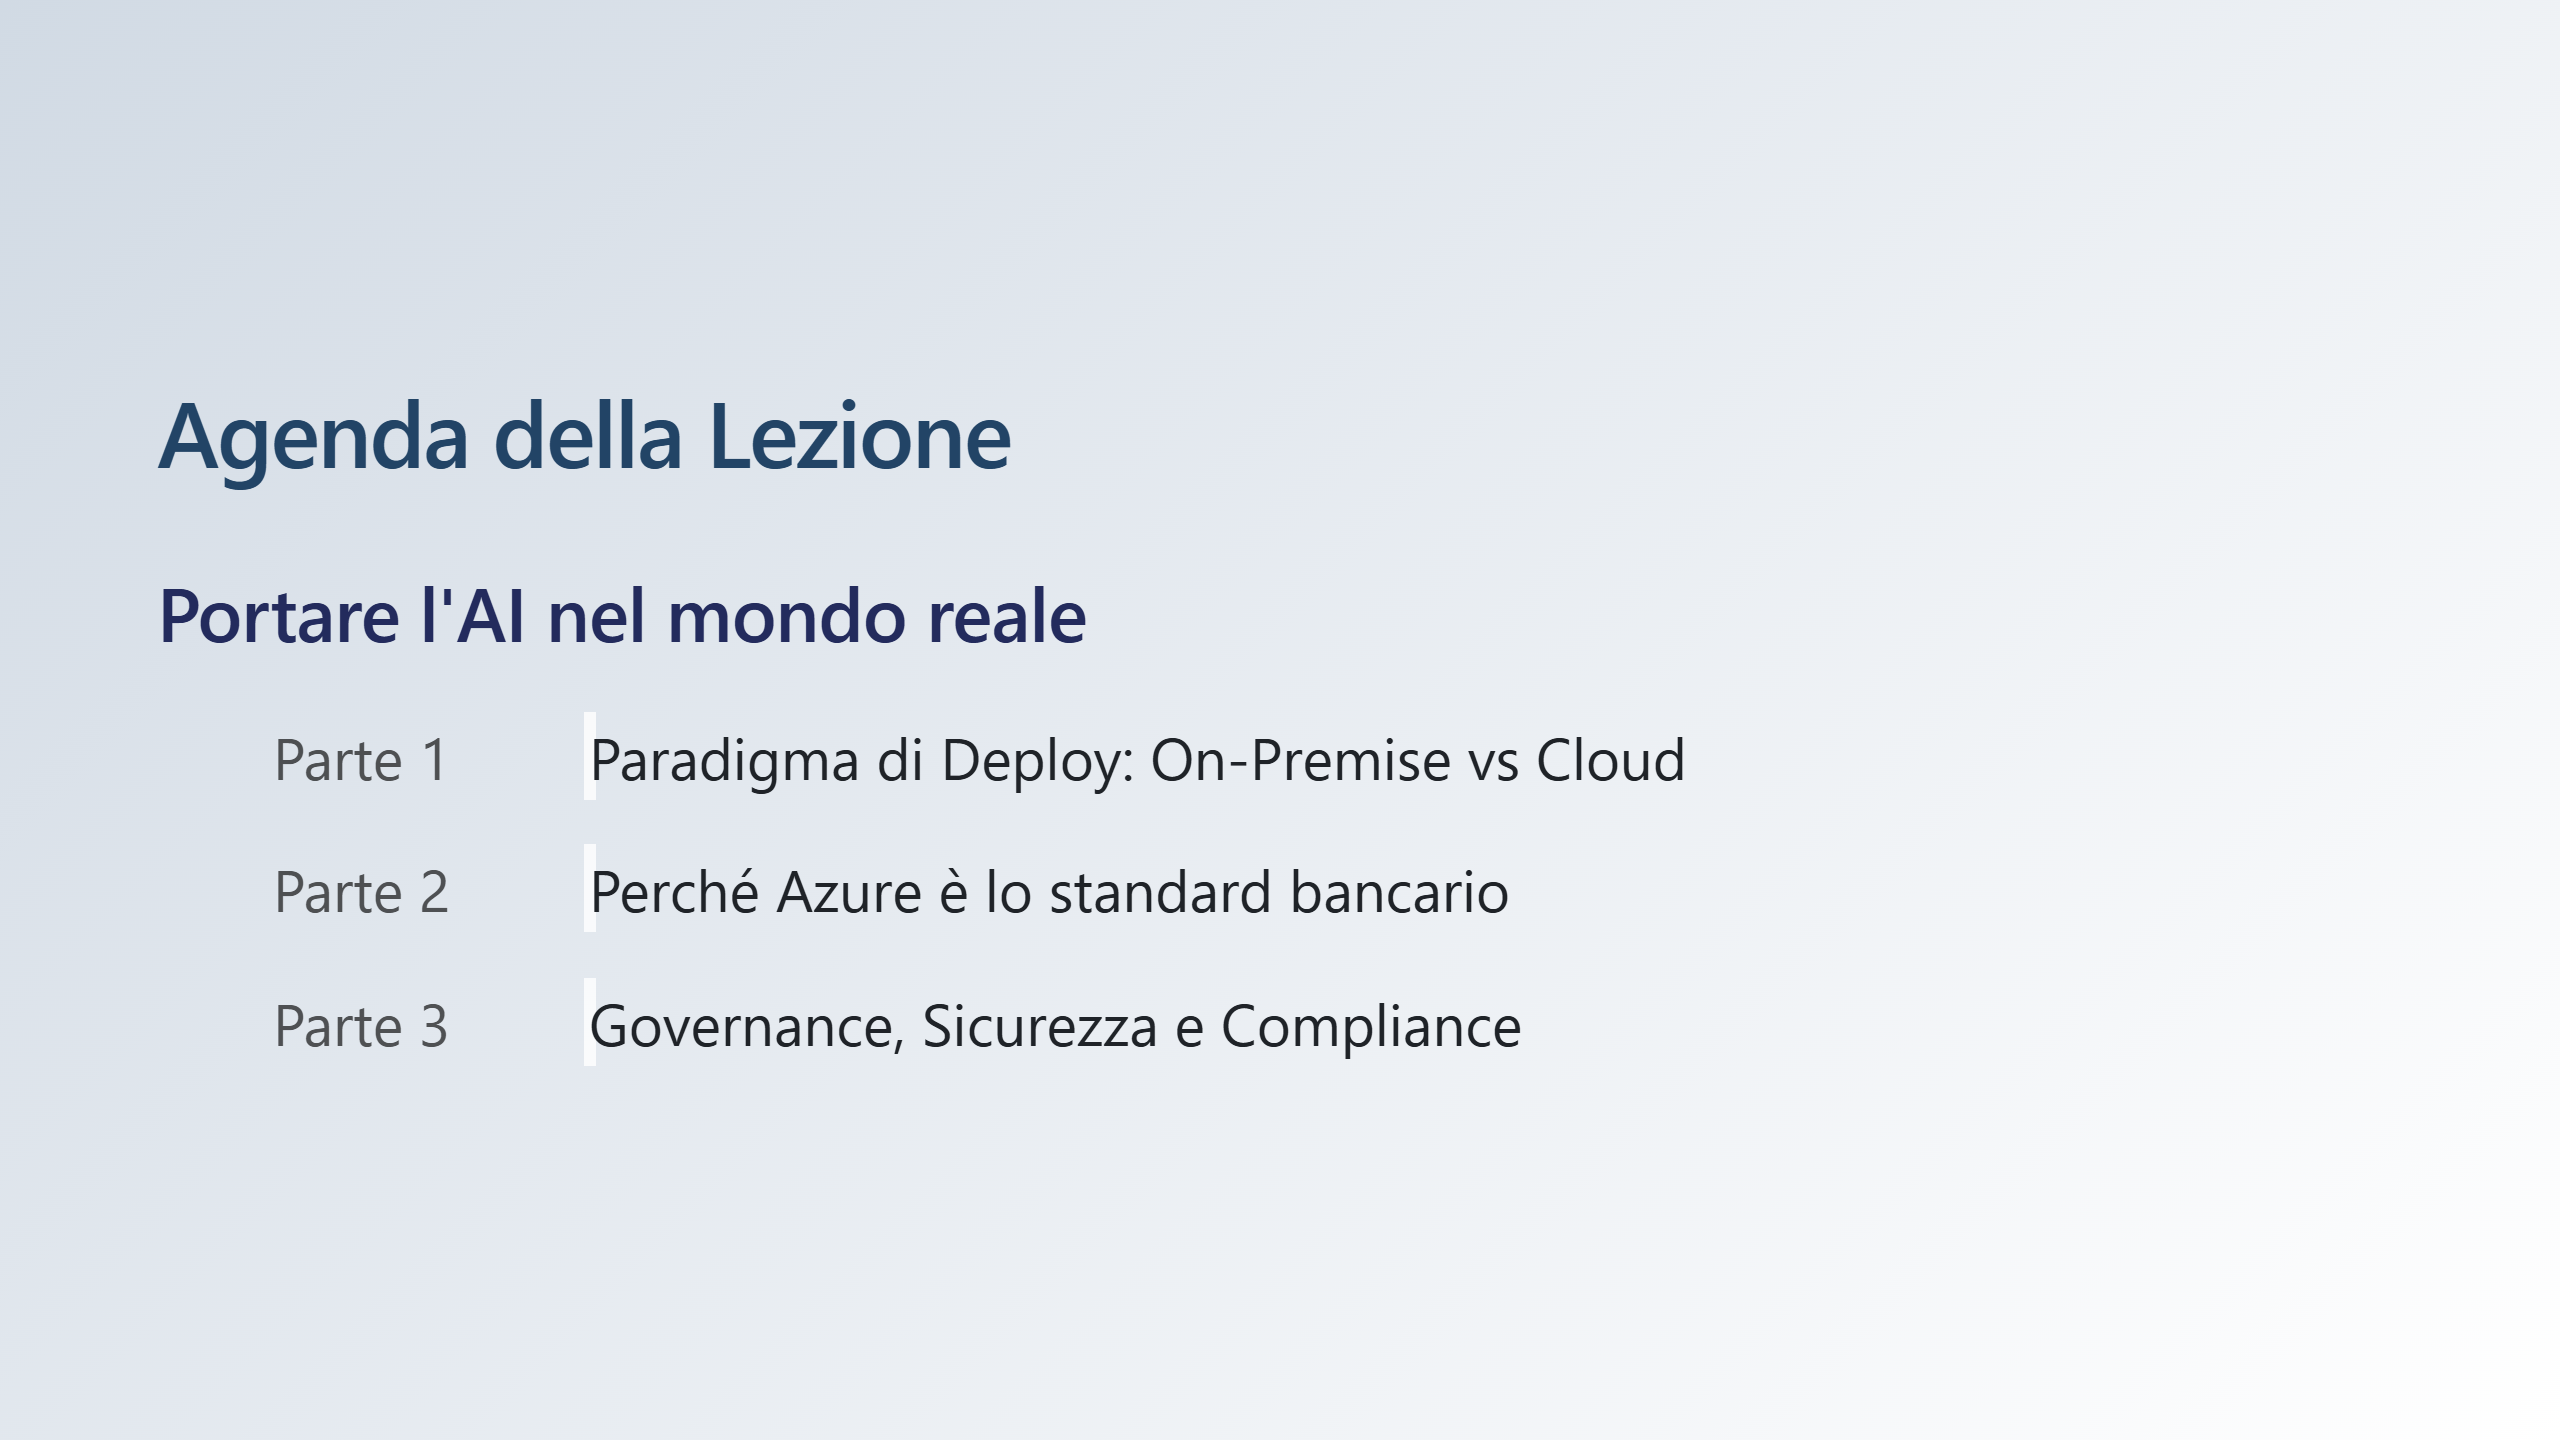 Agenda della Lezione
Portare l'AI nel mondo reale
Parte 1 Paradigma di Deploy: On-Premise vs Cloud
Parte 2 Perché Azure è lo standard bancario
Parte 3 Governance, Sicurezza e Compliance